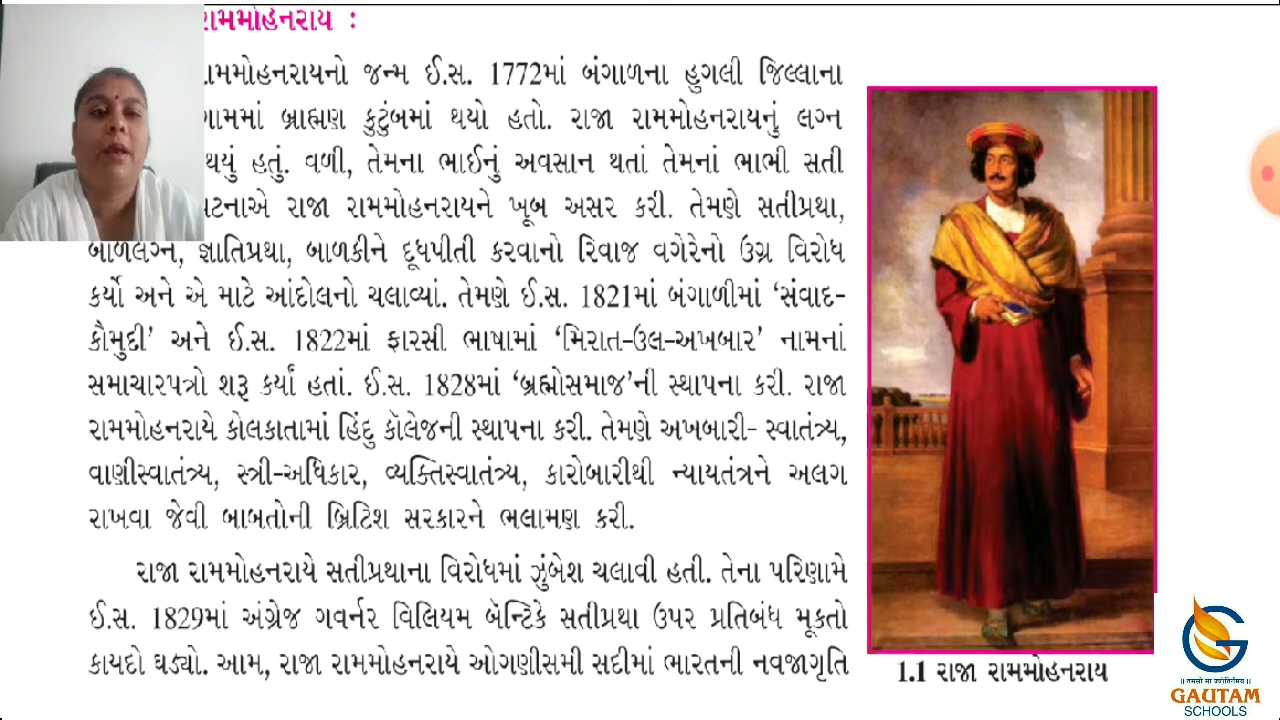 રામમોહનરાય :
રામમોહનરાયનો જન્મ ઈ.સ. 1772માં બંગાળના હુગલી જિલ્લાના
ગામમાં બ્રાહ્મણ કુટુંબમાં થયો હતો. રાજા રામમોહનરાયનું લગ્ન
થયું હતું. વળી, તેમના ભાઈનું અવસાન થતાં તેમનાં ભાભી સતી
રાજા રામમોહનરાયને ખૂબ અસર કરી. તેમણે સતીપ્રથા,
બાળલગ્ન, જ્ઞાતિપ્રથા, બાળકીને દૂધપીતી કરવાનો રિવાજ વગેરેનો ઉગ્ર વિરોધ
કર્યો અને એ માટે આંદોલનો ચલાવ્યાં. તેમણે ઈ.સ. 1821માં બંગાળીમાં ‘સંવાદ-
કૌમુદી’ અને ઈ.સ. 1822માં ફારસી ભાષામાં ‘મિરાત-ઉલ-અખબાર’ નામનાં
સમાચારપત્રો શરૂ કર્યાં હતાં. ઈ.સ. 1828માં ‘બ્રહ્મોસમાજ’ની સ્થાપના કરી. રાજા
રામમોહનરાયે કોલકાતામાં હિંદુ કૉલેજની સ્થાપના કરી. તેમણે અખબારી- સ્વાતંત્ર્ય,
વાણીસ્વાતંત્ર્ય, સ્ત્રી-અધિકાર, વ્યક્તિસ્વાતંત્ર્ય, કારોબારીથી ન્યાયતંત્રને અલગ
રાખવા જેવી બાબતોની બ્રિટિશ સરકારને ભલામણ કરી.
રાજા રામમોહનરાયે સતીપ્રથાના વિરોધમાં ઝુંબેશ ચલાવી હતી. તેના પરિણામે
ઈ.સ. 1829માં અંગ્રેજ ગવર્નર વિલિયમ બૅન્ટિકે સતીપ્રથા ઉપર પ્રતિબંધ મૂકતો
કાયદો ઘડ્યો. આમ, રાજા રામમોહનરાયે ઓગણીસમી સદીમાં ભારતની નવજાગૃતિ
1.1 રાજા રામમોહનરાય
॥ तमसो मा ज्योतिर्गमय ॥
GAUTAM
SCHOOLS